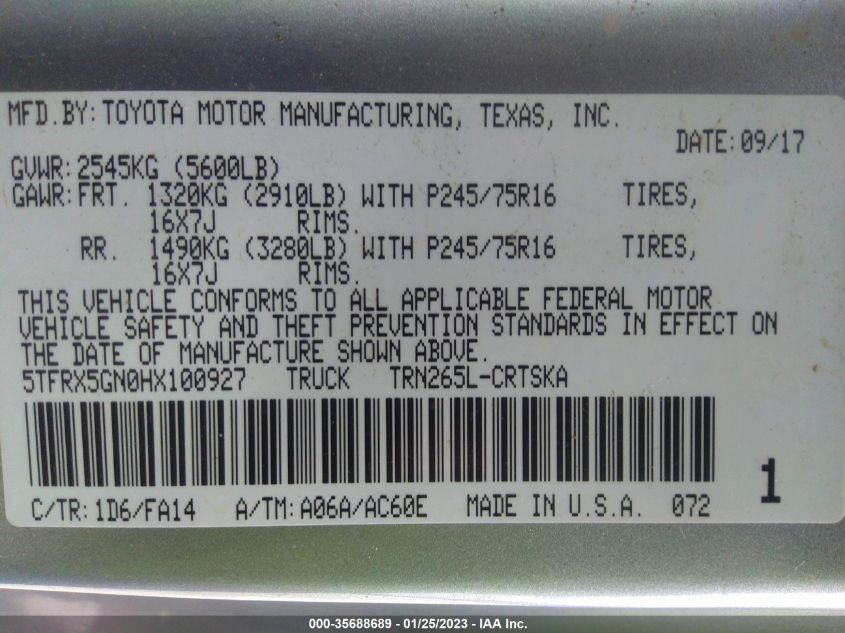 MFD.BY: TOYOTA MOTOR MANUFACTURING, TEXAS, INC.
DATE: 09/17
GVWR: 2545KG (5600LB)
GAWR: FRT. 1320KG (2910LB) WITH P245/75R16 TIRES,
16X7J RIMS.
RR. 1490KG (3280LB) WITH P245/75R16 TIRES,
16X7J RIMS.
THIS VEHICLE CONFORMS TO ALL APPLICABLE FEDERAL MOTOR
VEHICLE SAFETY AND THEFT PREVENTION STANDARDS IN EFFECT ON
THE DATE OF MANUFACTURE SHOWN ABOVE.
5TFRX5GN0HX100927 TRUCK TRN265L-CRTSKA
1
C/TR: 1D6/FA14 A/TM: A06A/AC60E MADE IN U.S.A. 072
000-35688689 — 01/25/2023 — IAA Inc.